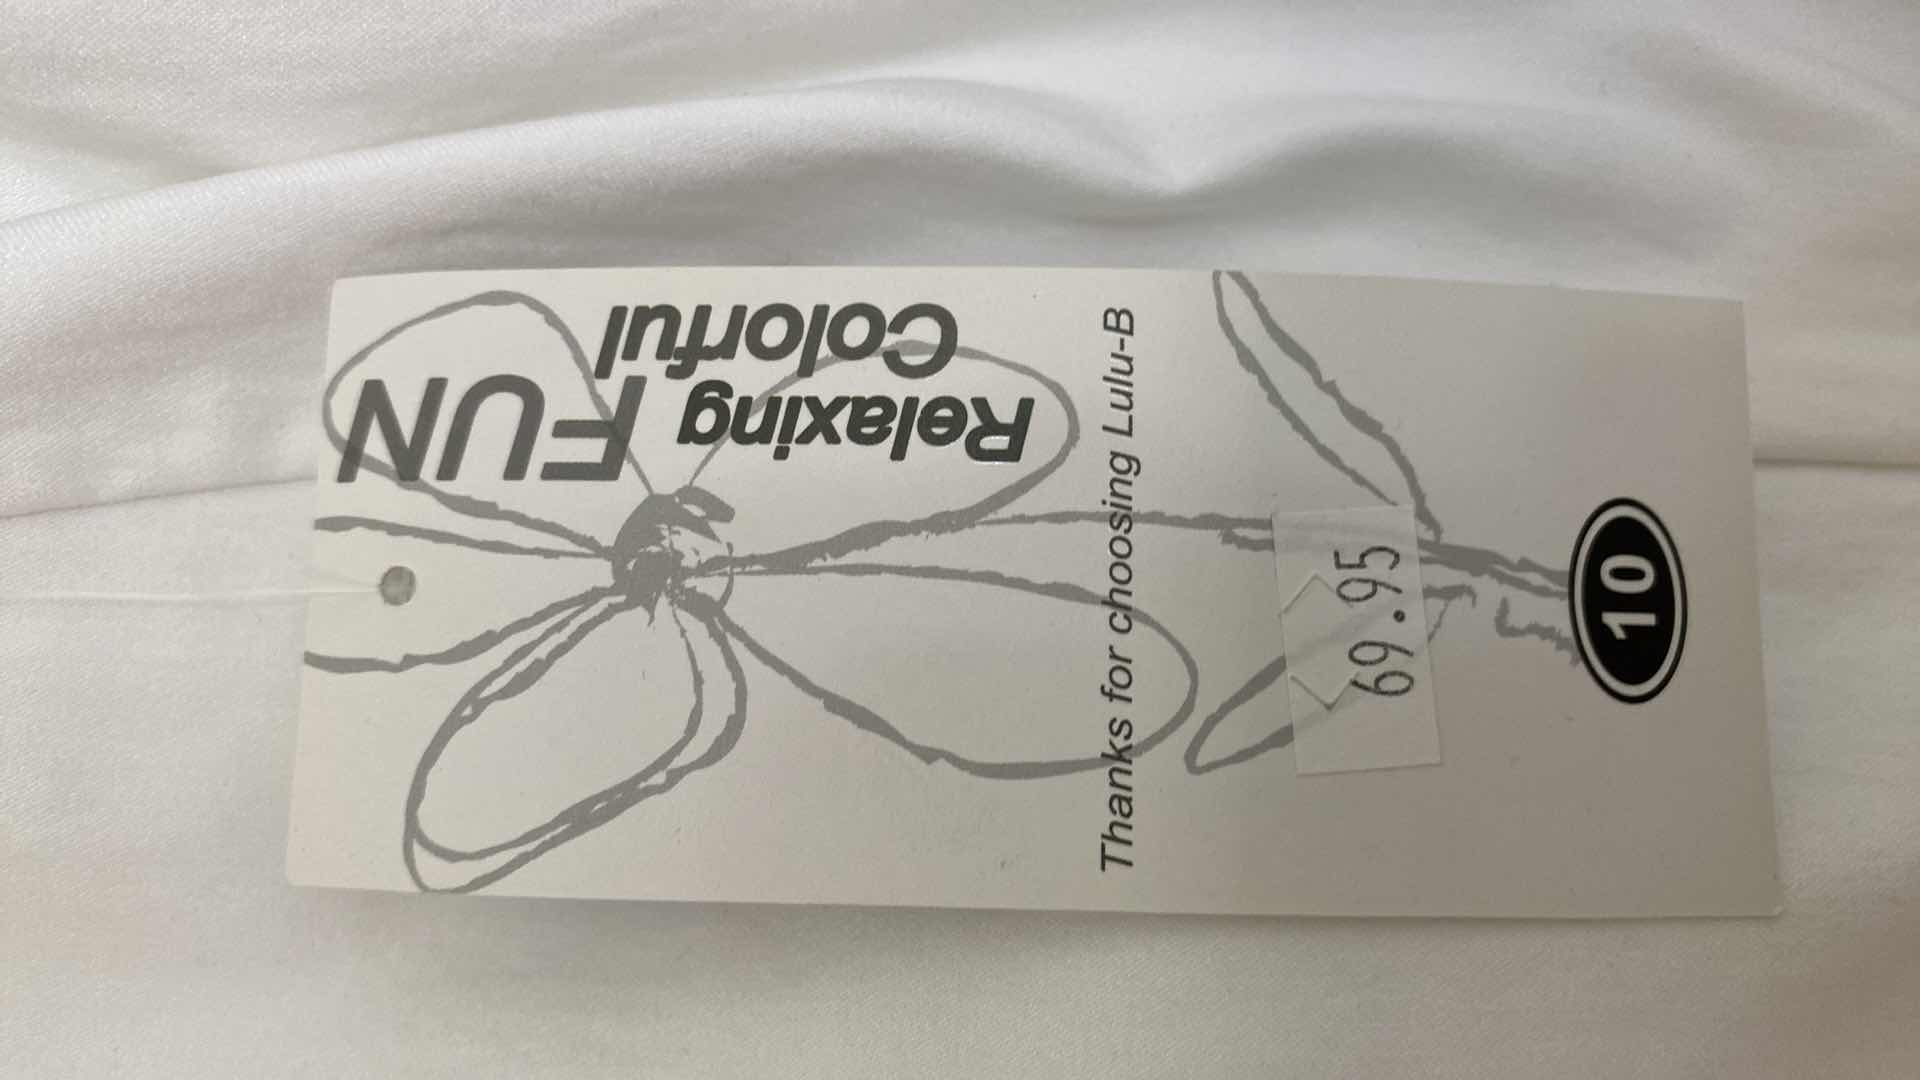 Relaxing
Colorful
FUN
Thanks for choosing Lulu-B
69.95
10